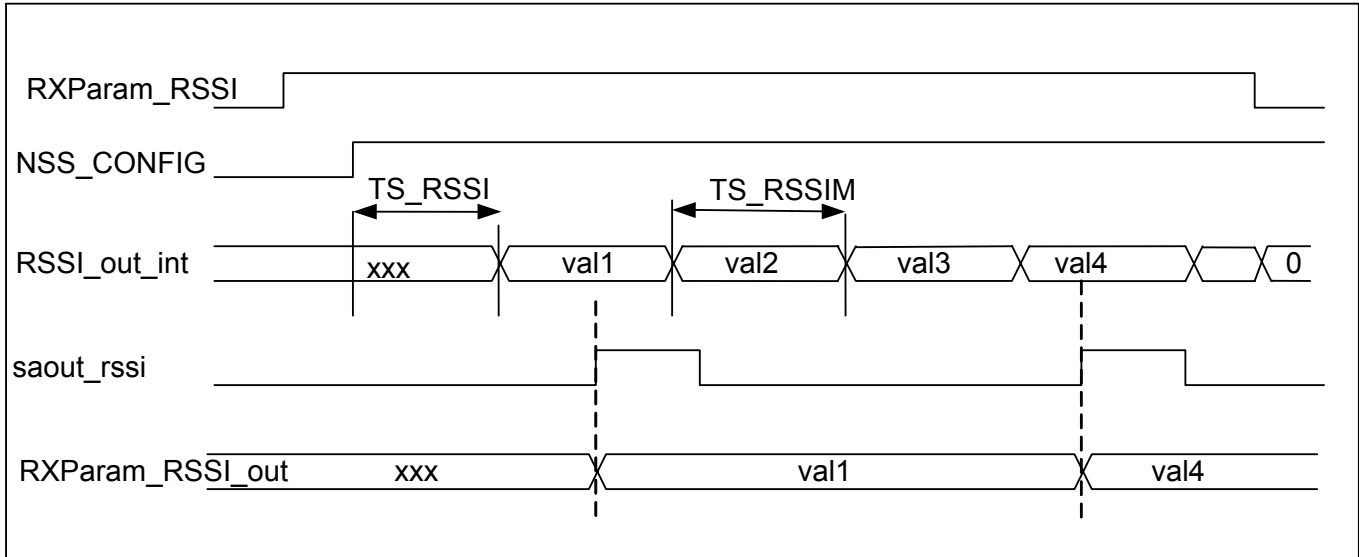 RXParam_RSSI
NSS_CONFIG
TS_RSSI TS_RSSIM
RSSI_out_int xxx val1 val2 val3 val4 0
saout_rssi
RXParam_RSSI_out xxx val1 val4